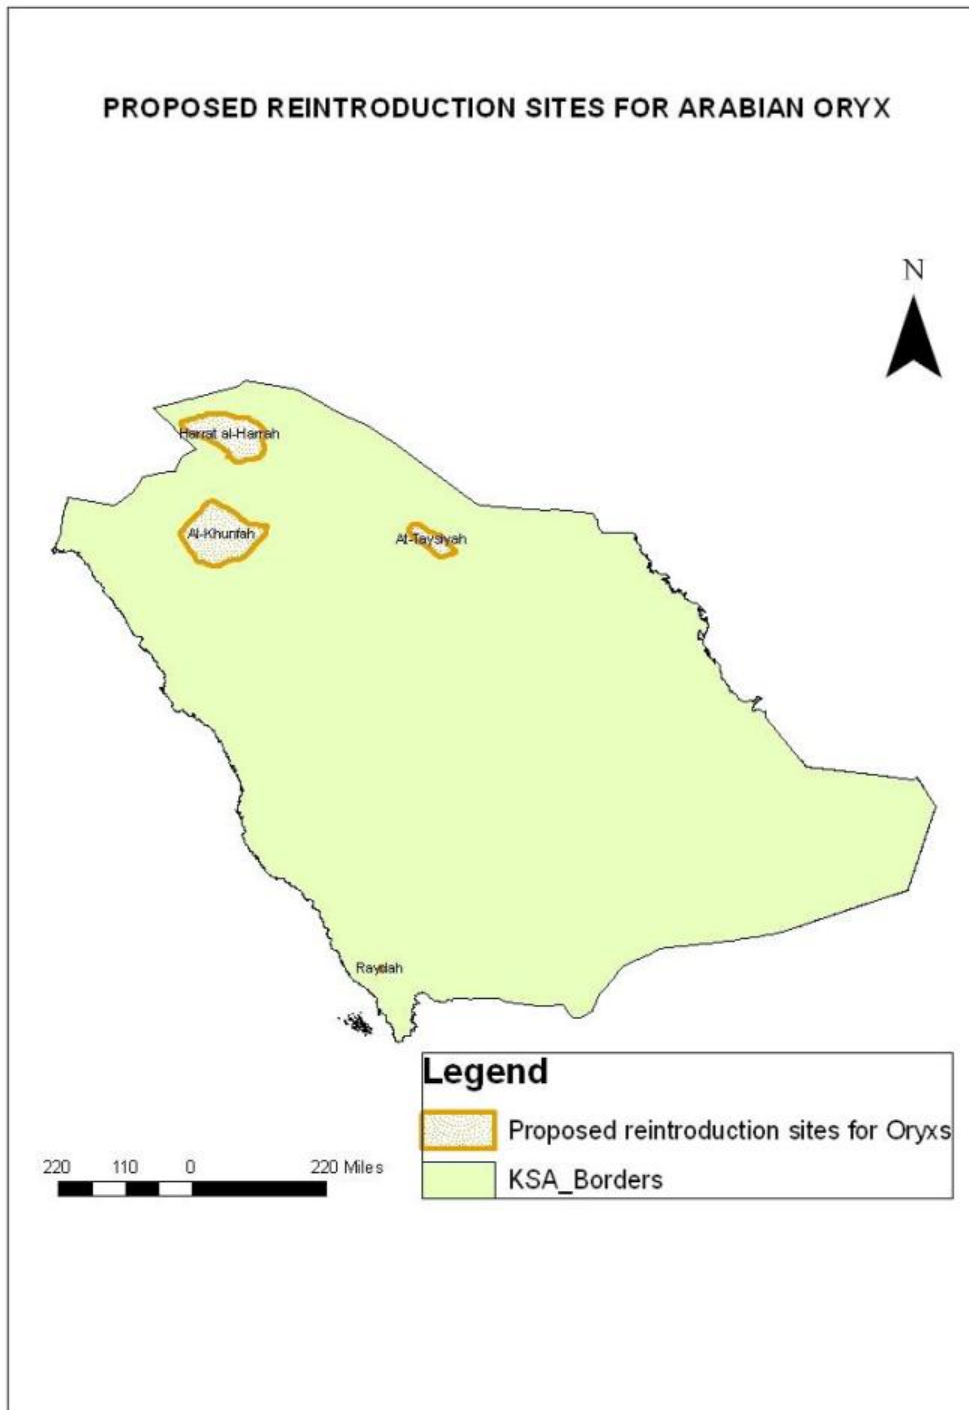 PROPOSED REINTRODUCTION SITES FOR ARABIAN ORYX
N
Harrat al-Harrah
Al-Khunfah
At-Taysiyah
Raydah
Legend
Proposed reintroduction sites for Oryxs
KSA_Borders
220 110 0 220 Miles